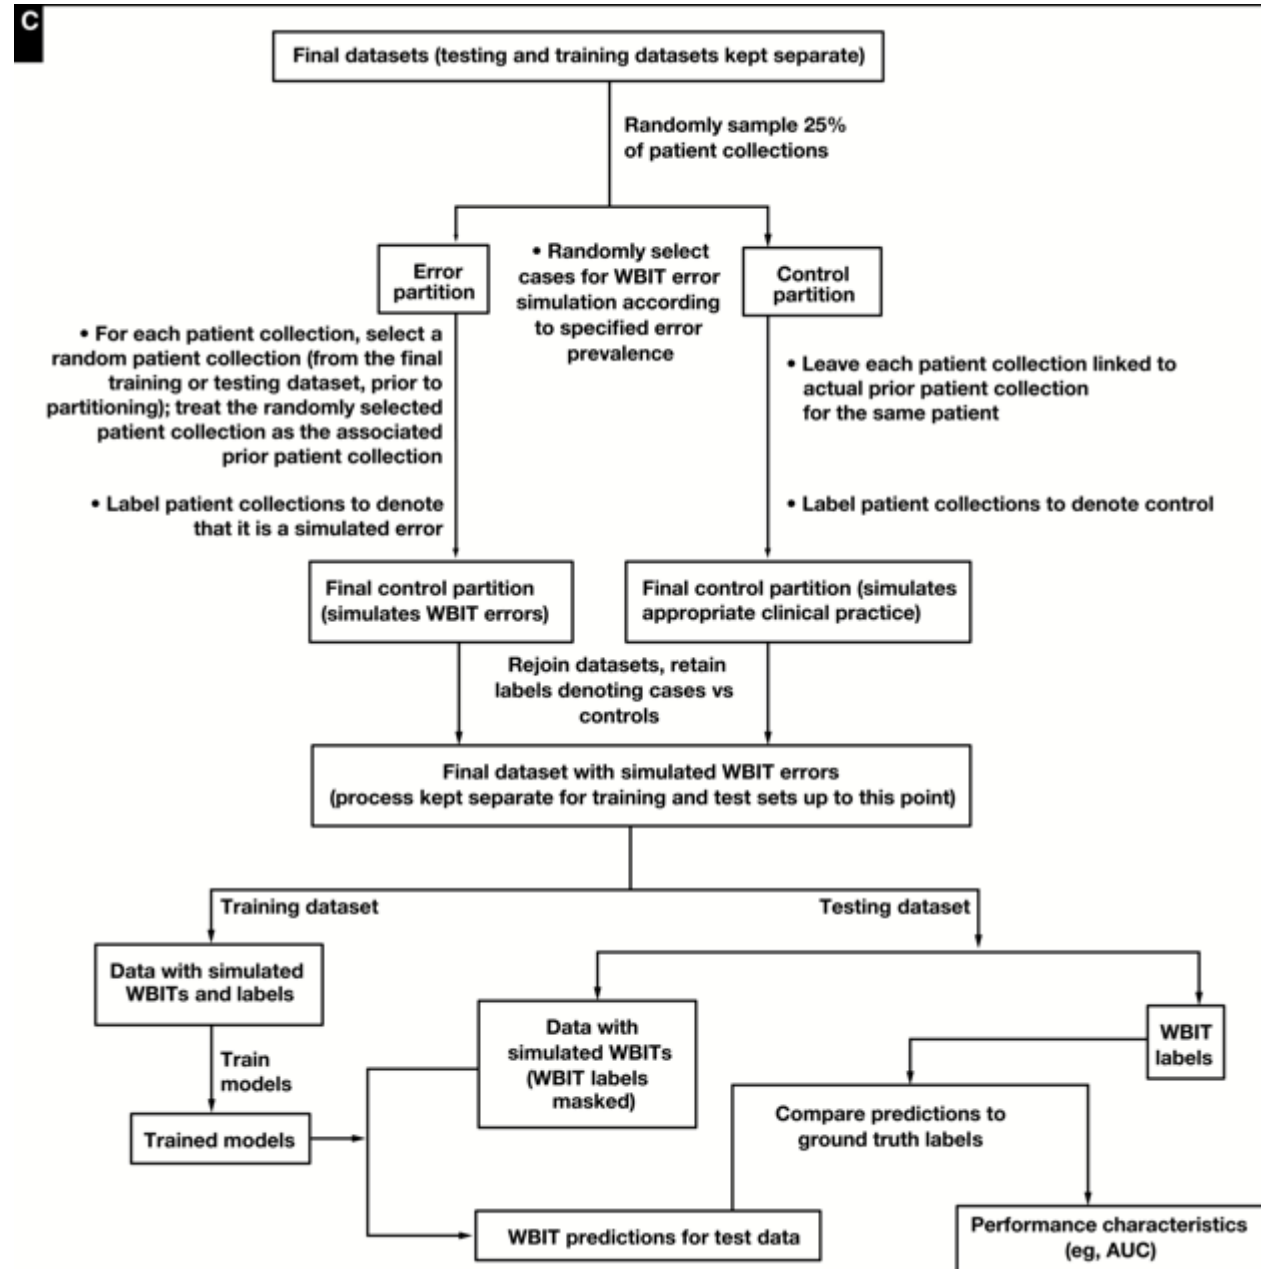 C
Final datasets (testing and training datasets kept separate)
Randomly sample 25%
of patient collections
Error
partition
• Randomly select
cases for WBIT error
simulation according
to specified error
prevalence
Control
partition
• For each patient collection, select a
random patient collection (from the final
training or testing dataset, prior to
partitioning); treat the randomly selected
patient collection as the associated
prior patient collection
• Leave each patient collection linked to
actual prior patient collection
for the same patient
• Label patient collections to denote
that it is a simulated error
• Label patient collections to denote control
Final control partition
(simulates WBIT errors)
Final control partition (simulates
appropriate clinical practice)
Rejoin datasets, retain
labels denoting cases vs
controls
Final dataset with simulated WBIT errors
(process kept separate for training and test sets up to this point)
Training dataset
Testing dataset
Data with simulated
WBITs and labels
Data with
simulated WBITs
(WBIT labels
masked)
WBIT
labels
Train
models
Trained models
Compare predictions to
ground truth labels
WBIT predictions for test data
Performance characteristics
(eg, AUC)